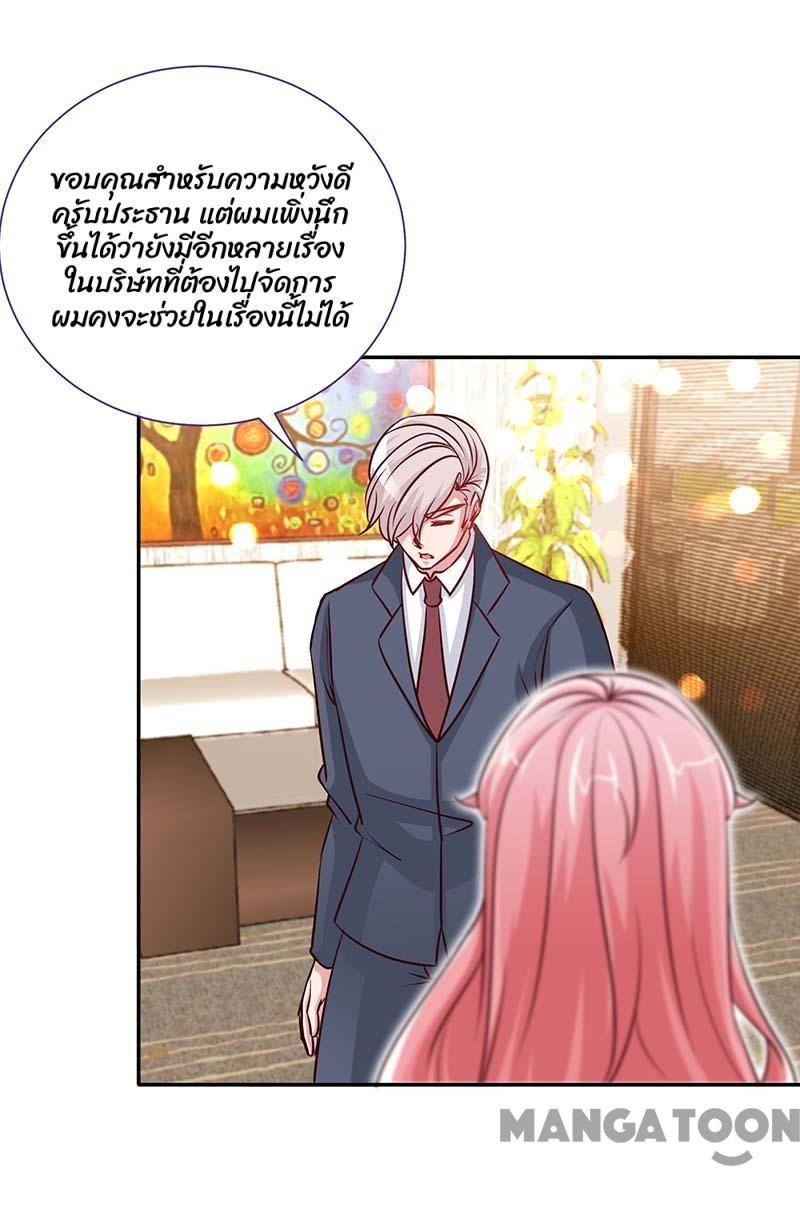 ขอบคุณสำหรับความหวังดี
ครับประธาน แต่ผมเพิ่งนึก
ขึ้นได้ว่ายังมีอีกหลายเรื่อง
ในบริษัทที่ต้องไปจัดการ
ผมคงจะช่วยในเรื่องนี้ไม่ได้
MANGATOON